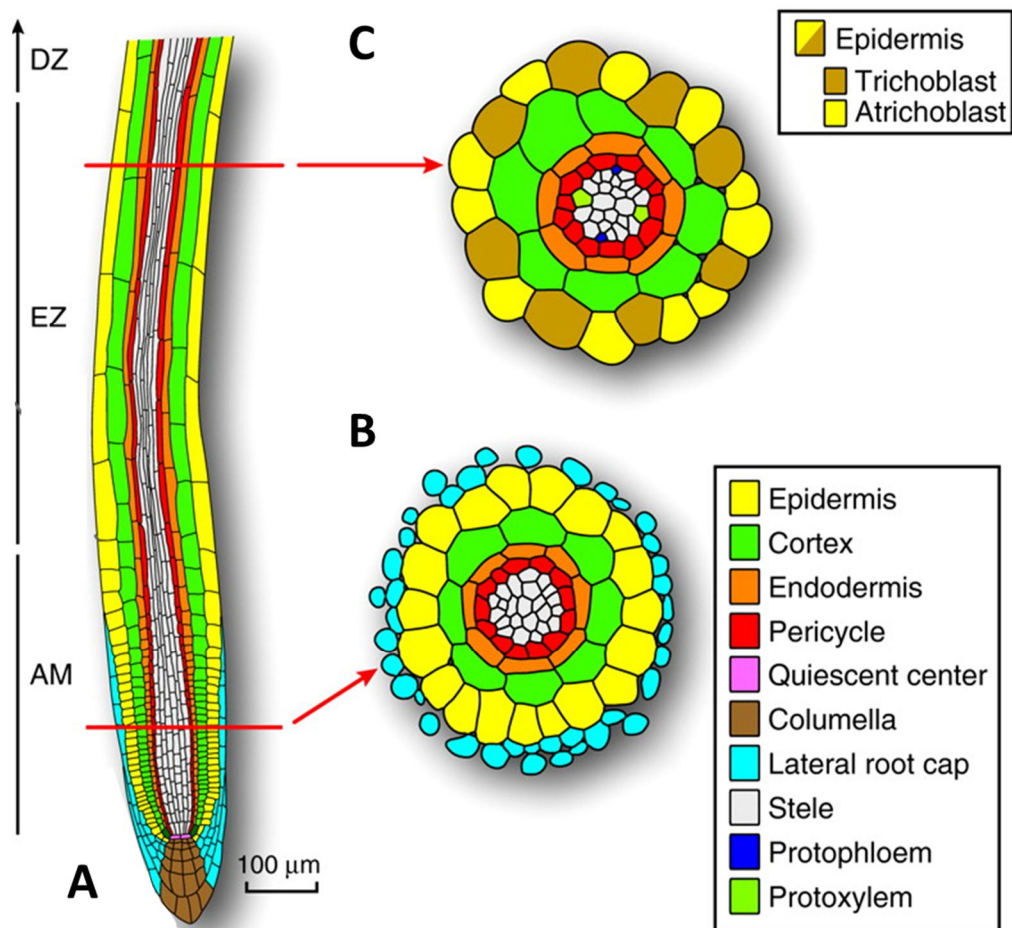 DZ
EZ
AM
A
100 µm
C
B
Epidermis
Trichoblast
Atrichoblast
Epidermis
Cortex
Endodermis
Pericycle
Quiescent center
Columella
Lateral root cap
Stele
Protophloem
Protoxylem